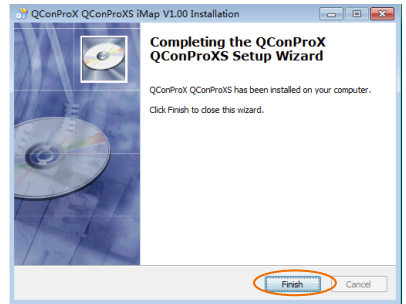 QConProX QConProXS iMap V1.00 Installation
Completing the QConProX
QConProXS Setup Wizard
QConProX QConProXS has been installed on your computer.
Click Finish to close this wizard.
Finish
Cancel